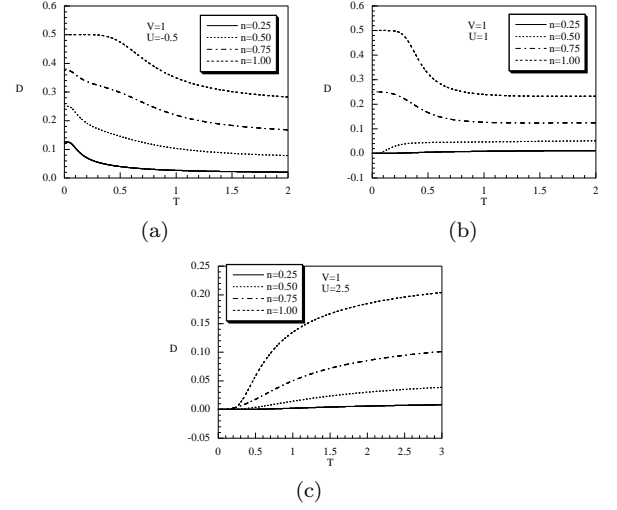 0.6
0.5
0.4
0.3
0.2
0.1
0.0
D
0
0.5
1
1.5
2
T
V=1
U=-0.5
n=0.25
n=0.50
n=0.75
n=1.00
(a)
0.6
0.5
0.4
0.3
0.2
0.1
0.0
-0.1
D
0
0.5
1
1.5
2
T
V=1
U=1
n=0.25
n=0.50
n=0.75
n=1.00
(b)
0.25
0.20
0.15
0.10
0.05
0.00
-0.05
D
0
0.5
1
1.5
2
2.5
3
T
n=0.25
n=0.50
n=0.75
n=1.00
V=1
U=2.5
(c)